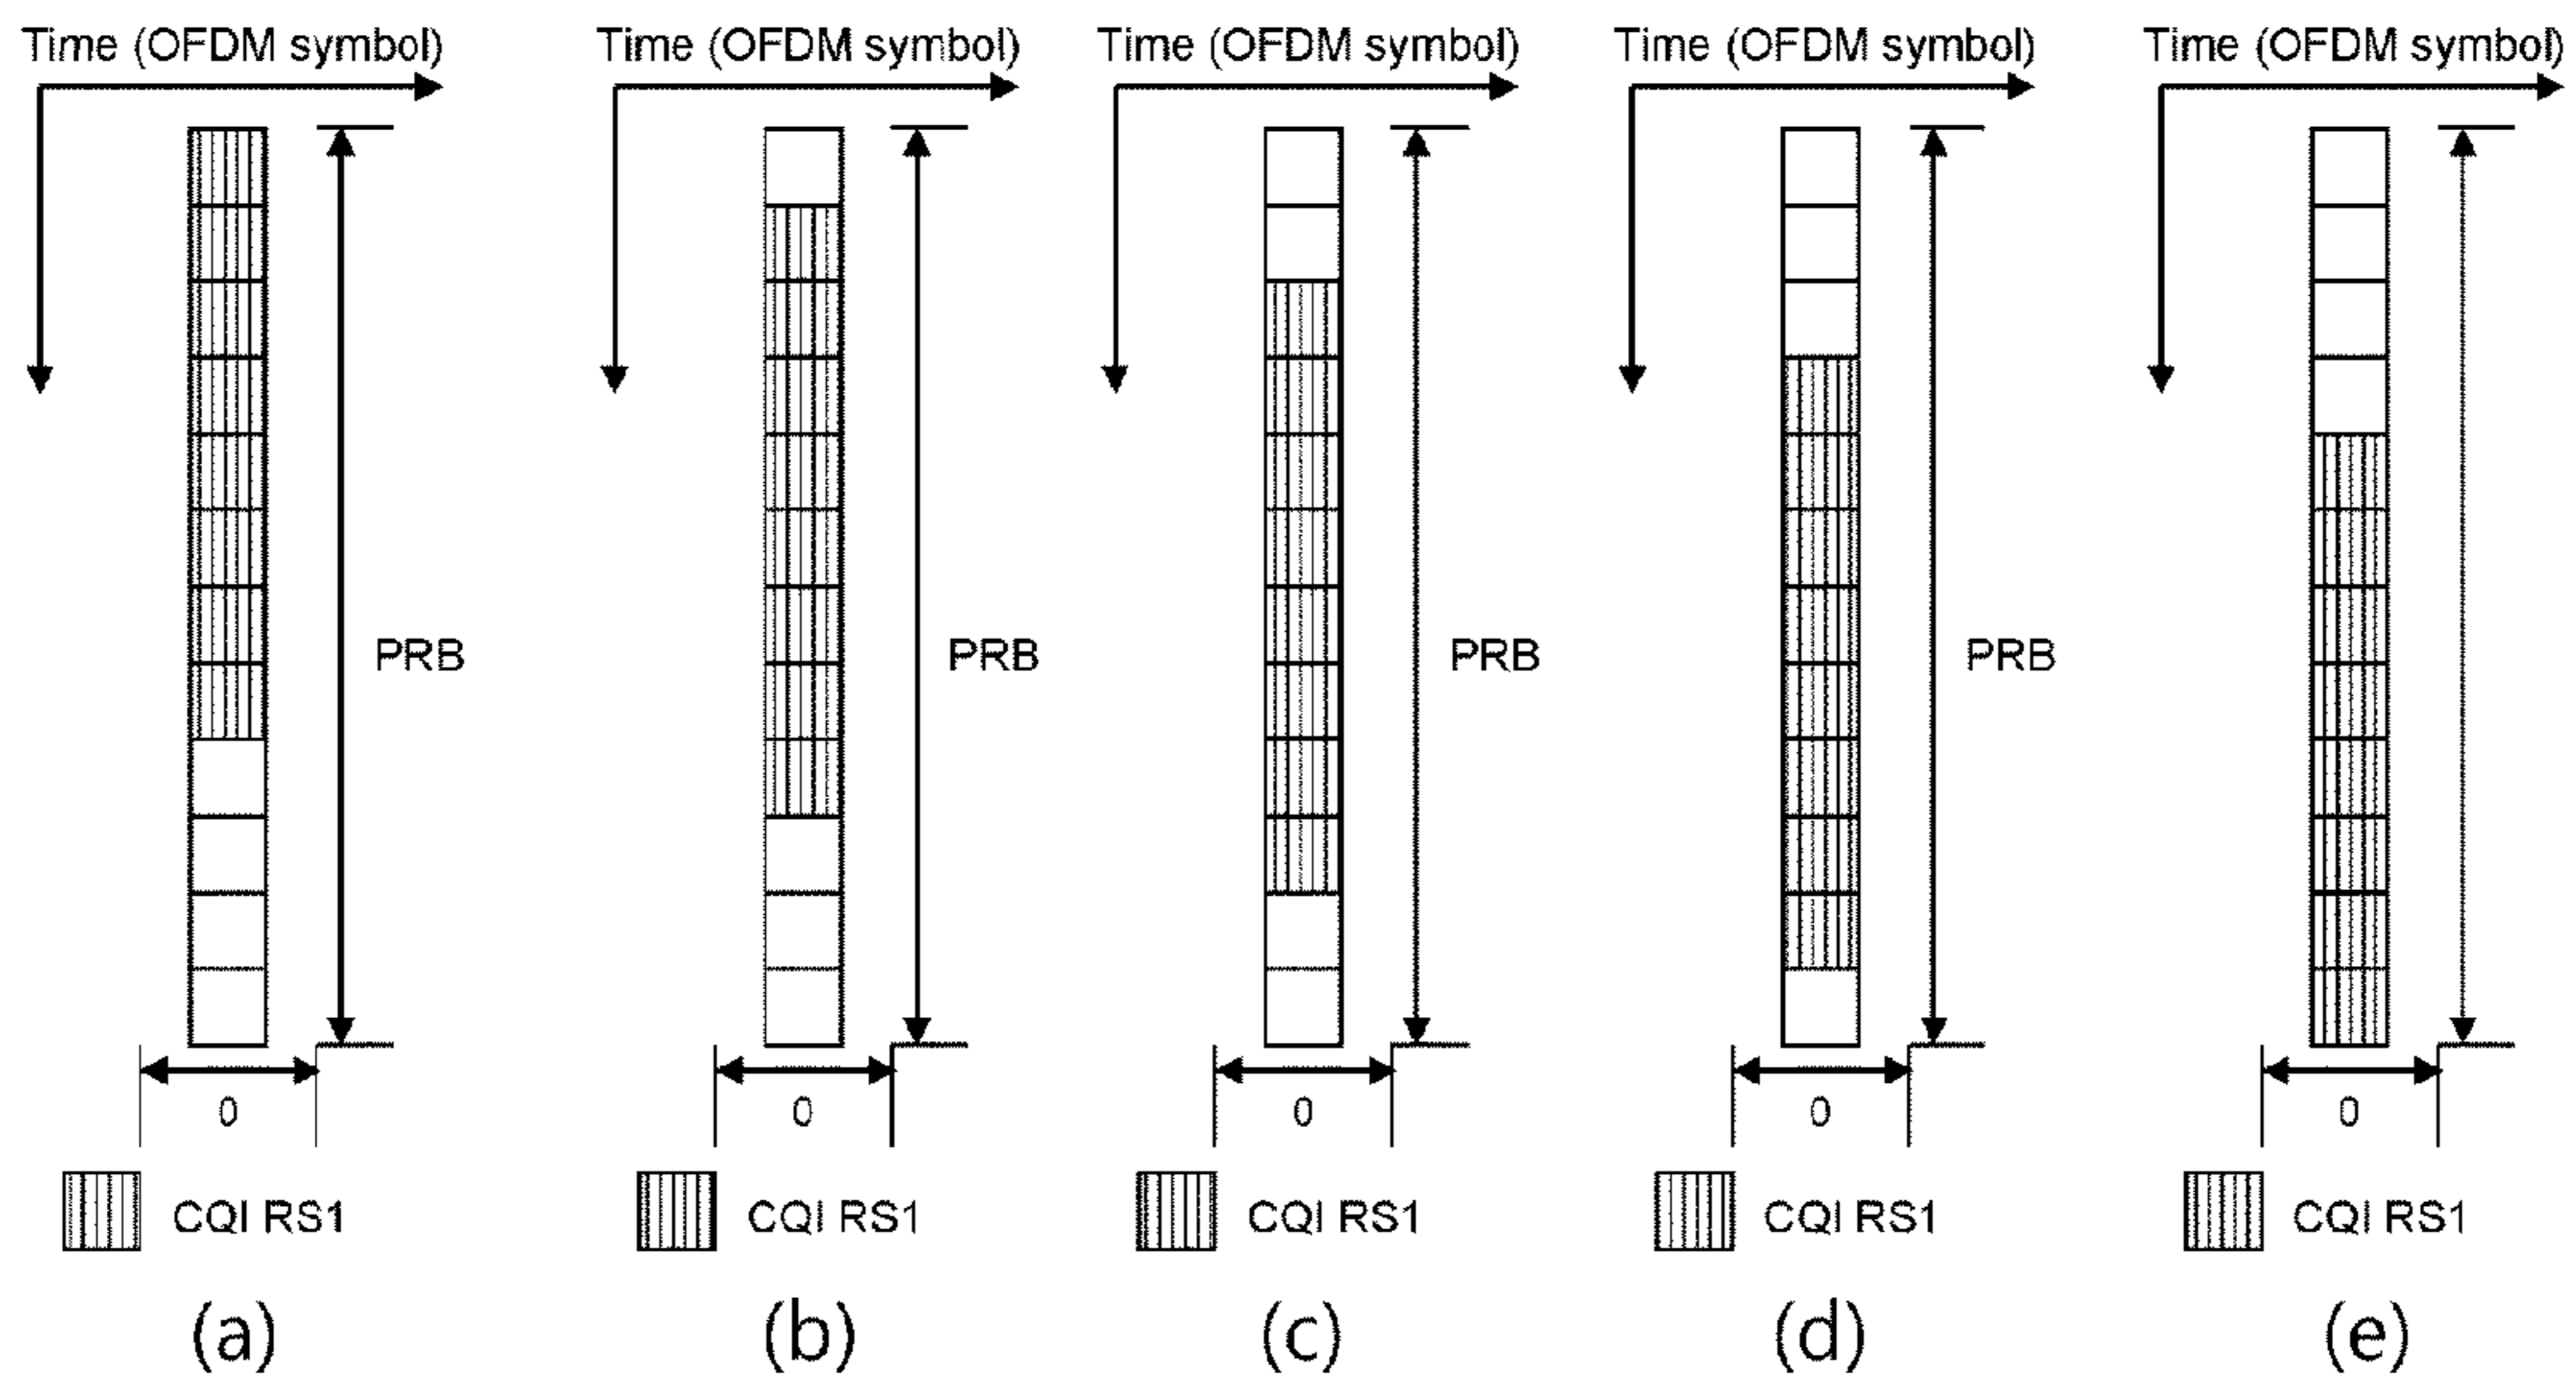 Time (OFDM symbol) Time (OFDM symbol) Time (OFDM symbol) Time (OFDM symbol) Time (OFDM symbol)
PRB PRB PRB PRB
0 0 0 0 0
CQI RS1 CQI RS1 CQI RS1 CQI RS1 CQI RS1
(a) (b) (c) (d) (e)